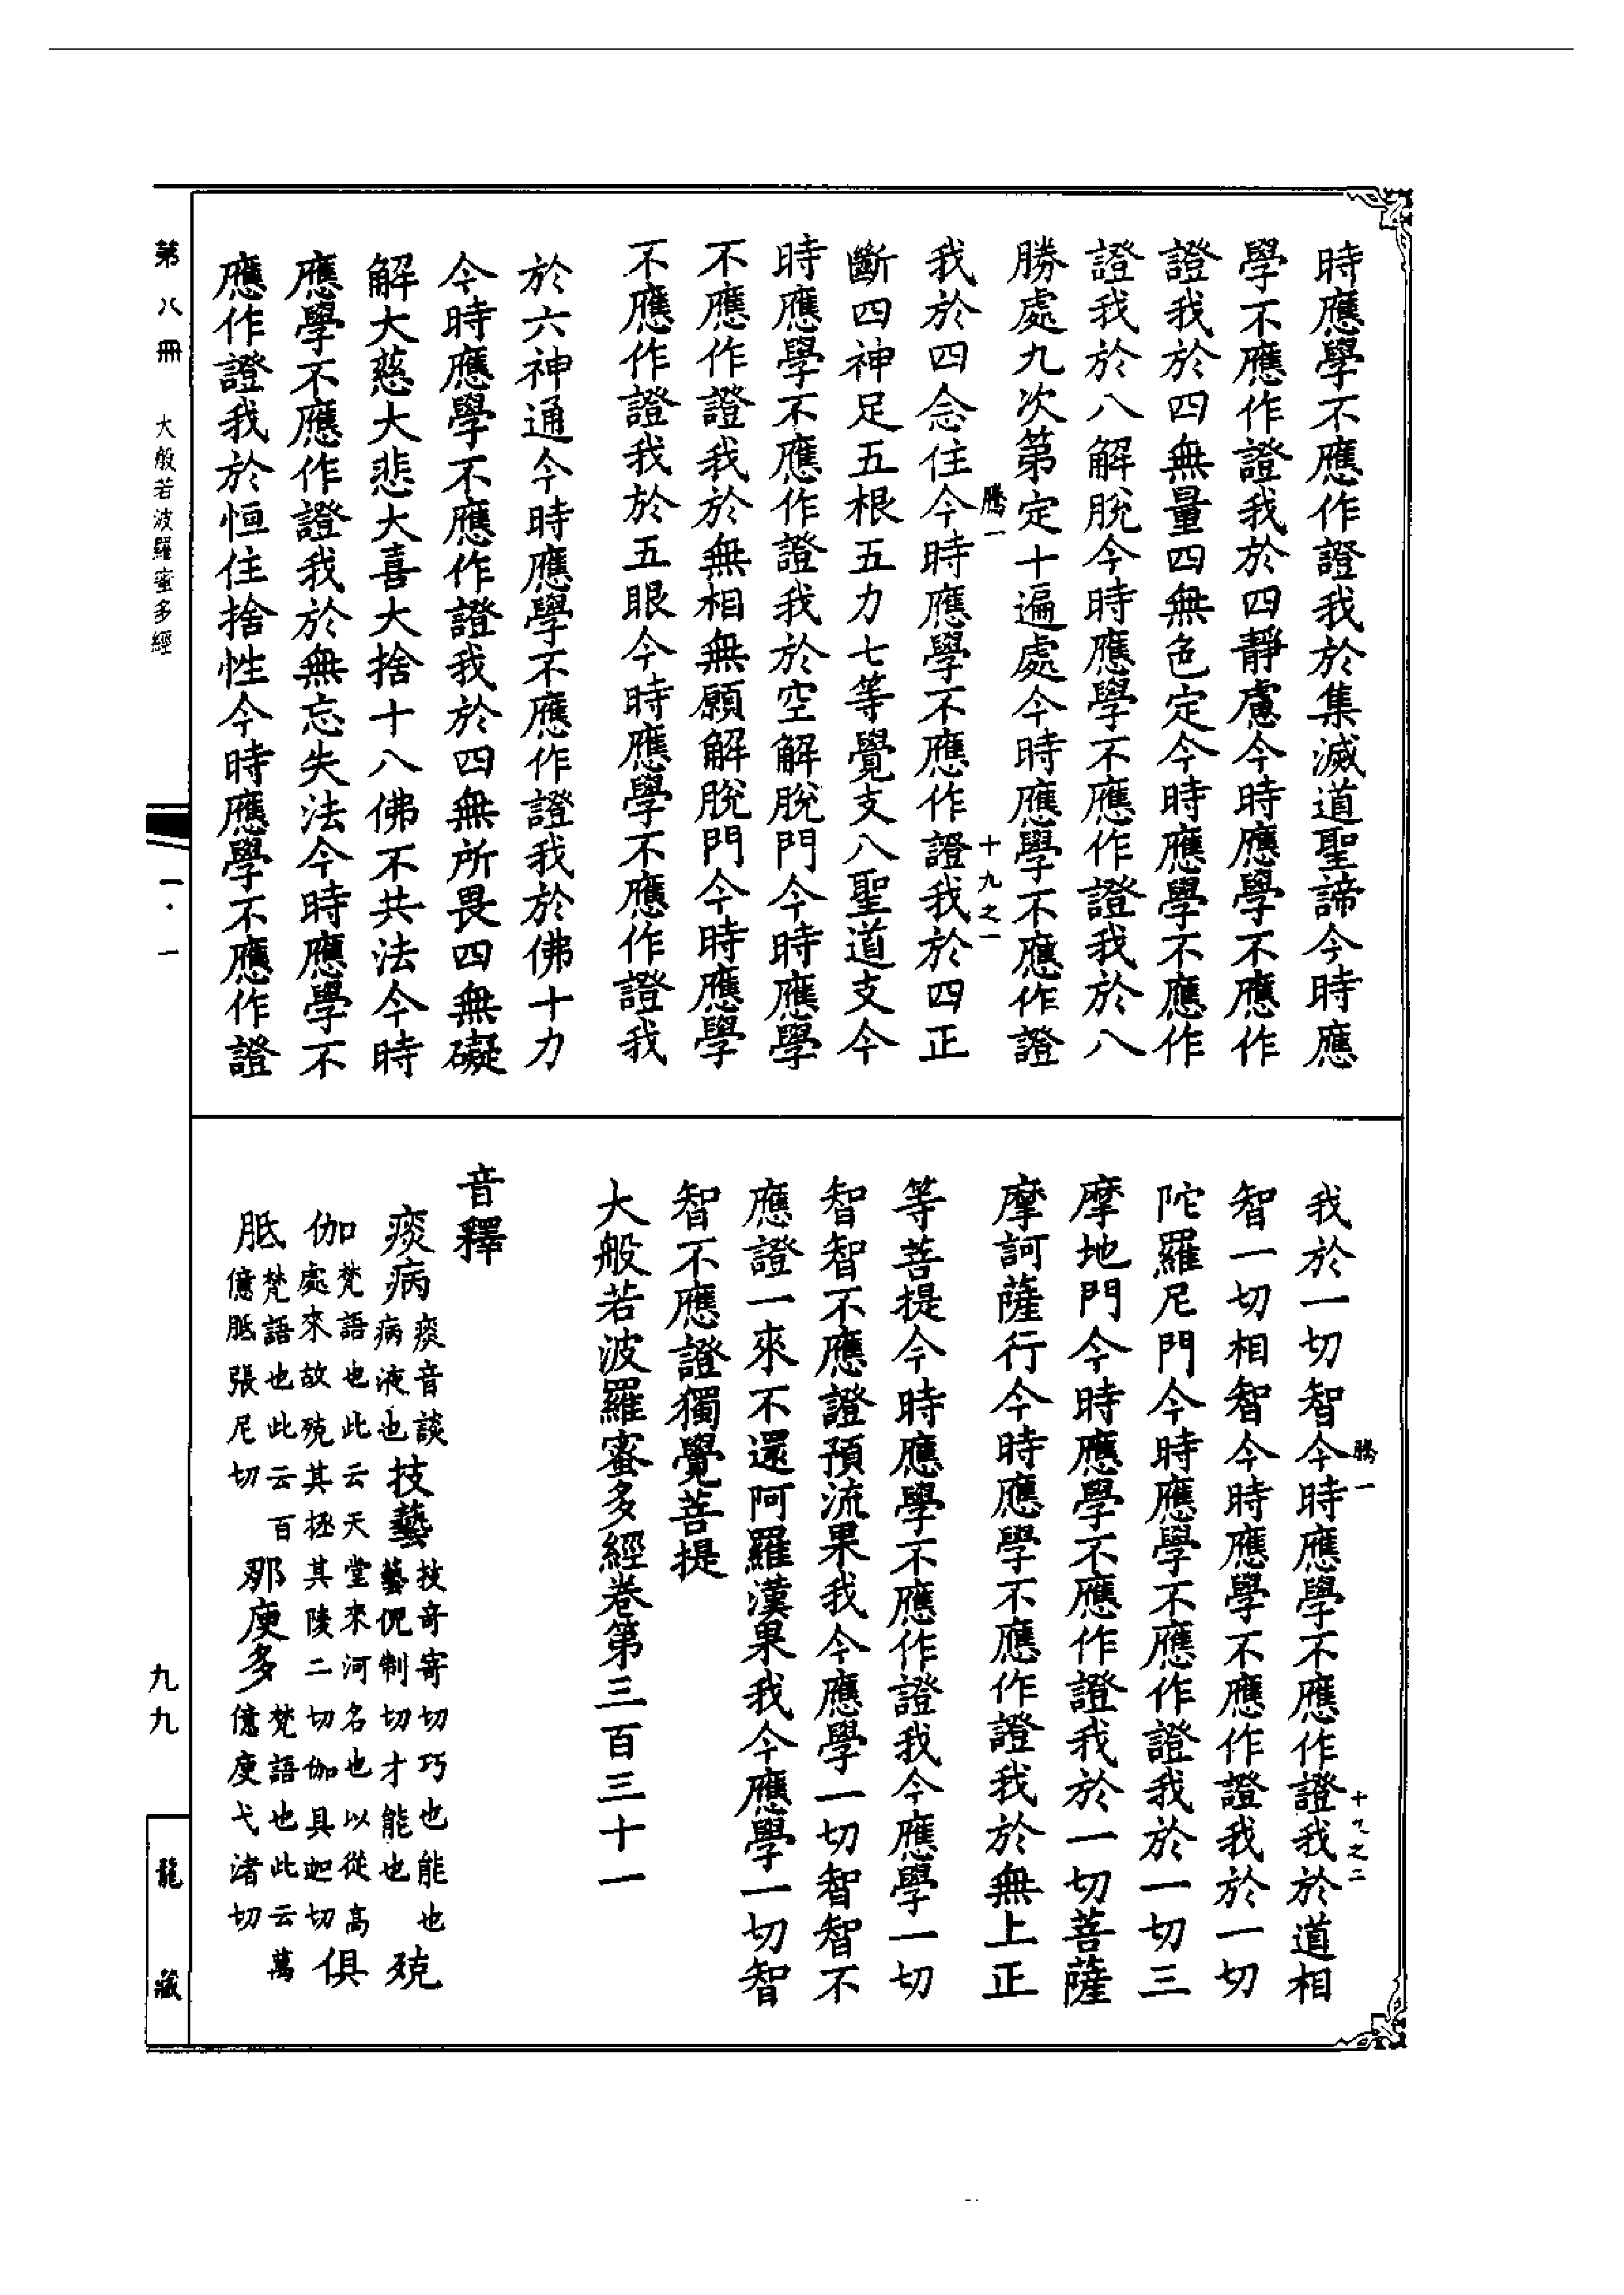 時應學不應作證我於集滅道聖諦今時應
學不應作證我於四靜慮今時應學不應作
證我於四無量四無色定今時應學不應作
證我於八解脫今時應學不應作證我於八
勝處九次第定十遍處今時應學不應作證
騰一 十九之一
我於四念住今時應學不應作證我於四正
斷四神足五根五力七等覺支八聖道支今
時應學不應作證我於空解脫門今時應學
不應作證我於無相無願解脫門今時應學
不應作證我於五眼今時應學不應作證我
於六神通今時應學不應作證我於佛十力
今時應學不應作證我於四無所畏四無礙
解大慈大悲大喜大捨十八佛不共法今時
應學不應作證我於無忘失法今時應學不
應作證我於恒住捨性今時應學不應作證
騰一 十九之二
我於一切智今時應學不應作證我於道相
智一切相智今時應學不應作證我於一切
陀羅尼門今時應學不應作證我於一切三
摩地門今時應學不應作證我於一切菩薩
摩訶薩行今時應學不應作證我於無上正
等菩提今時應學不應作證我今應學一切
智智不應證預流果我今應學一切智智不
應證一來不還阿羅漢果我今應學一切智
智不應證獨覺菩提
大般若波羅蜜多經卷第三百三十一
音釋
痰病 痰音談病液也 技藝 技奇寄切巧也能也藝倪制切才能也 殑
伽 梵語也此云天堂來河名也以從高處來故殑其拯其陵二切伽具迦切 俱
胝 梵語也此云百億胝張尼切 那庾多 梵語也此云萬億庾弋渚切
第八冊 大般若波羅蜜多經 一·一 九九 龍藏